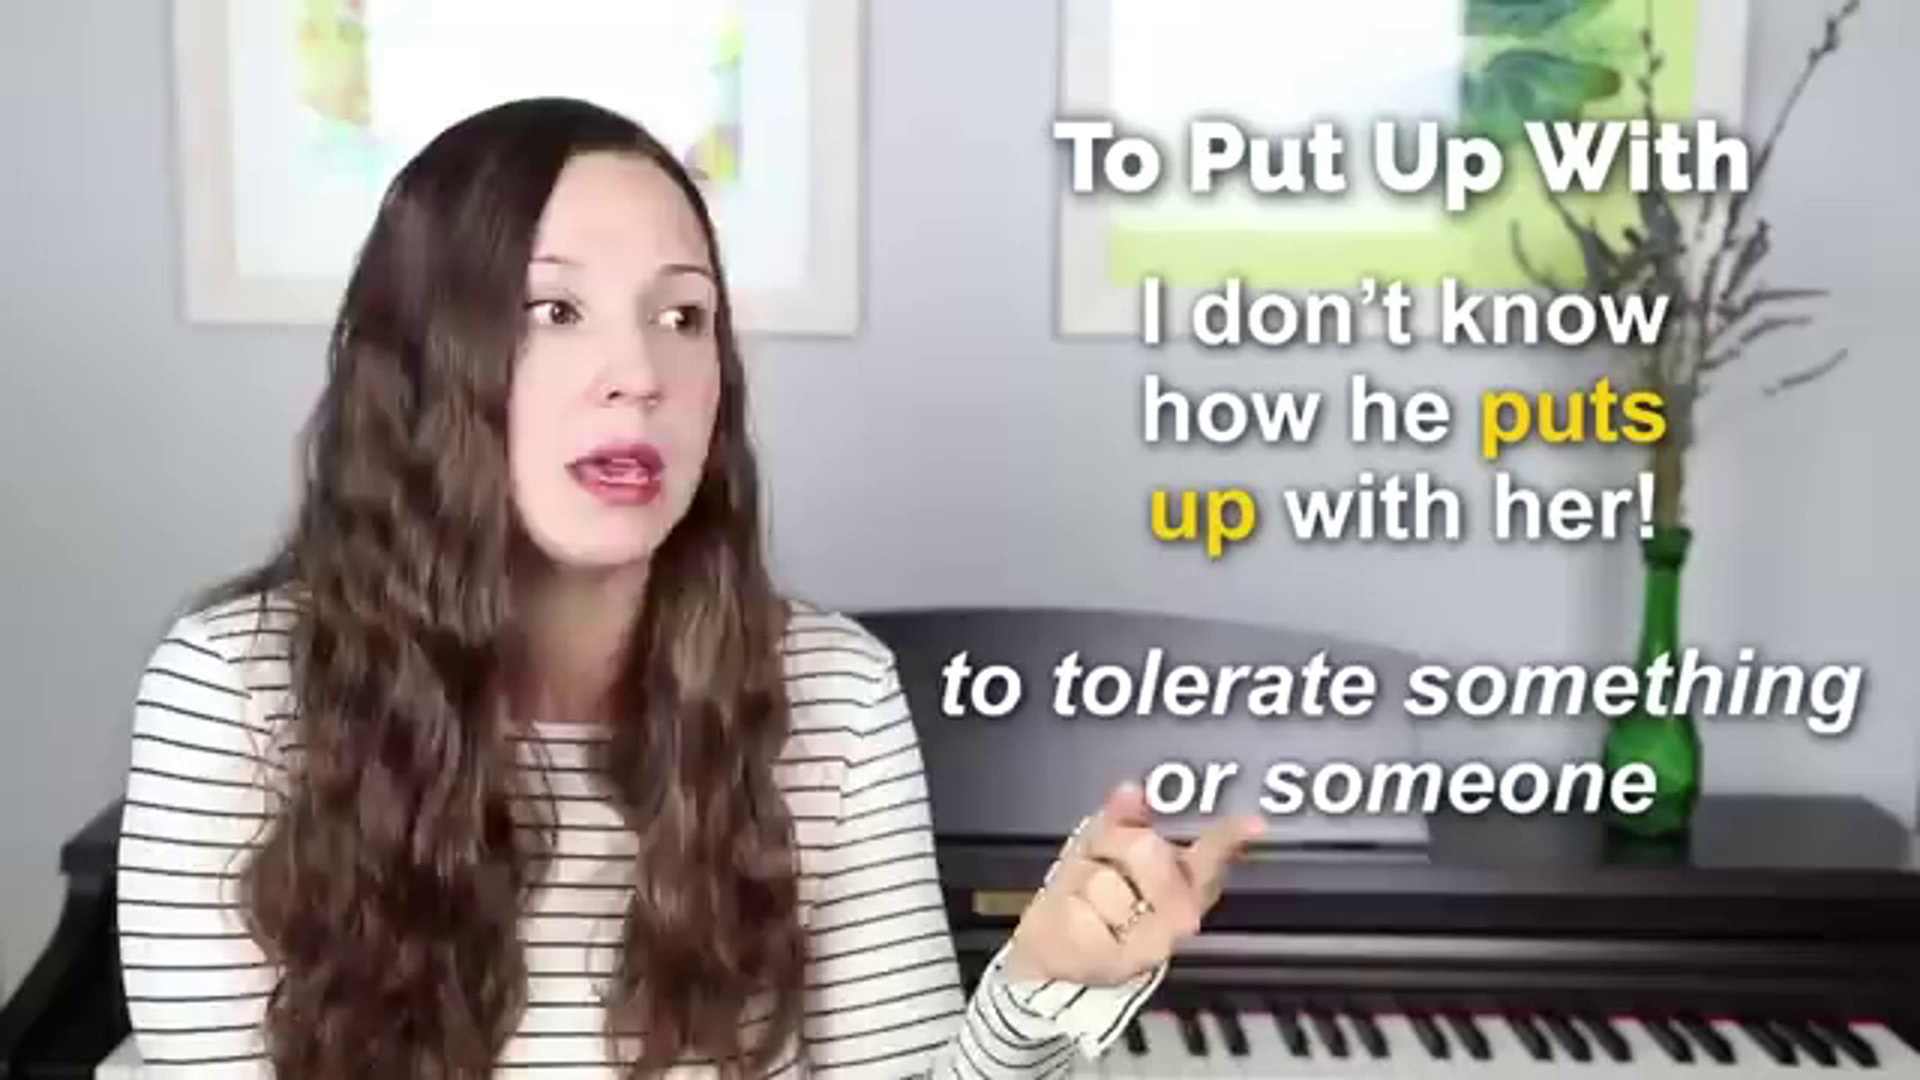 To Put Up With
I don't know
how he puts
up with her!
to tolerate something
or someone